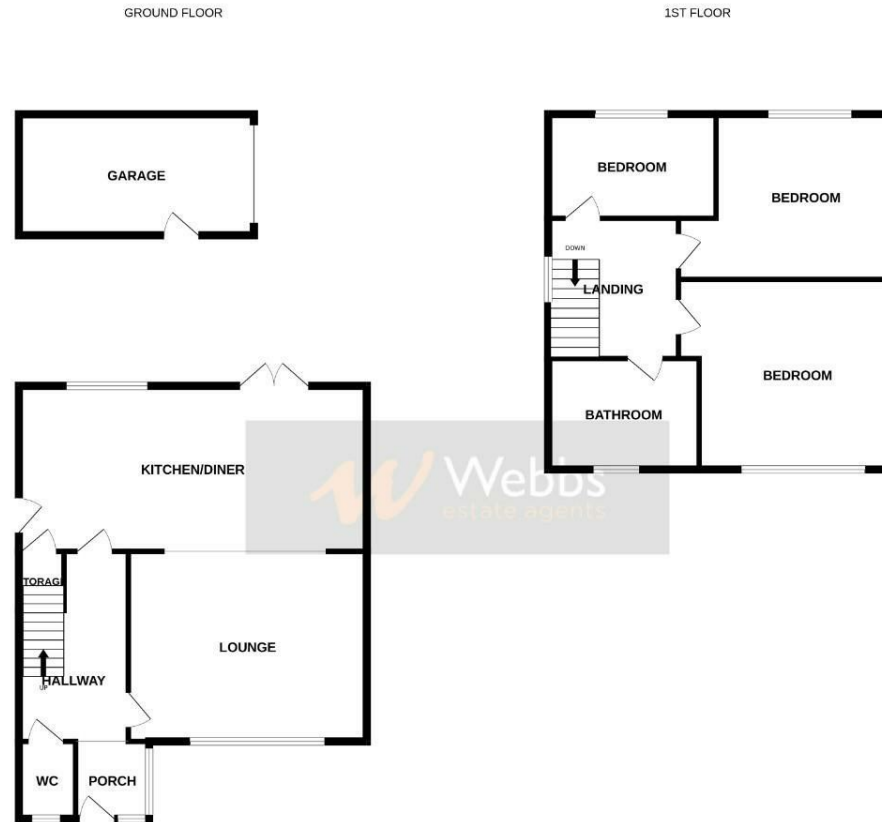 GROUND FLOOR
1ST FLOOR
GARAGE
BEDROOM
BEDROOM
DOWN
LANDING
BEDROOM
BATHROOM
KITCHEN/DINER
Webbs
estate agents
TORAG
LOUNGE
HALLWAY
UP
WC
PORCH